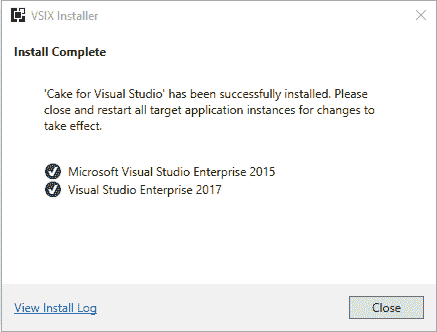 VSIX Installer
Install Complete
'Cake for Visual Studio' has been successfully installed. Please
close and restart all target application instances for changes to
take effect.
Microsoft Visual Studio Enterprise 2015
Visual Studio Enterprise 2017
View Install Log
Close